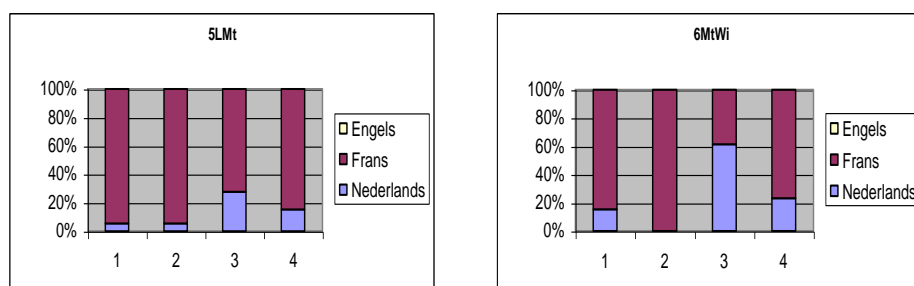 5LMt
100%
80%
60%
40%
20%
0%
1 2 3 4
Engels
Frans
Nederlands
6MtWi
100%
80%
60%
40%
20%
0%
1 2 3 4
Engels
Frans
Nederlands